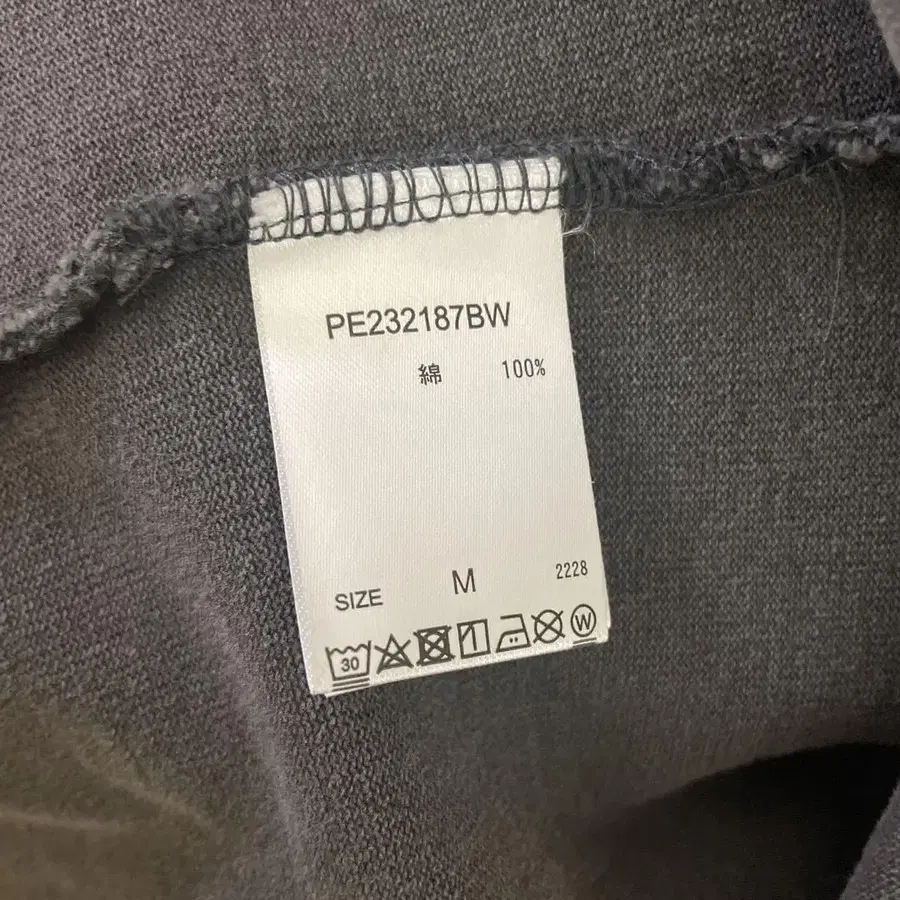 PE232187BW
綿 100%
SIZE M 2228
30 W